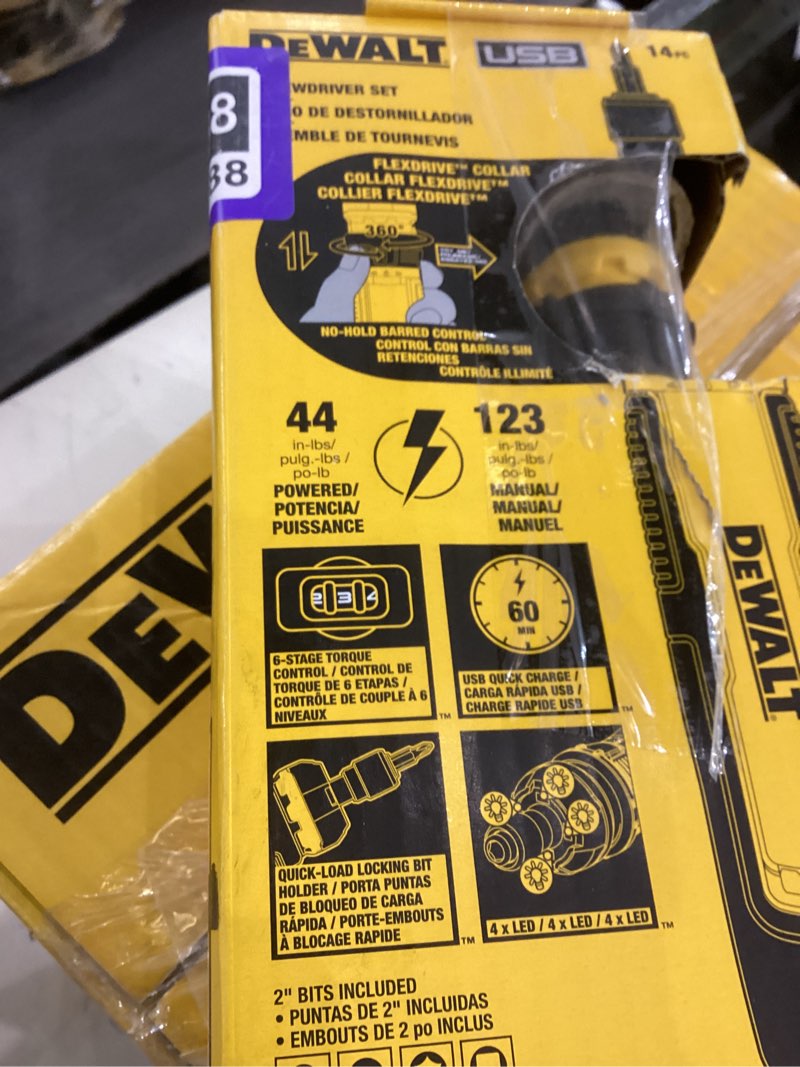 DEWALT
USB
14PC
8
38
WDRIVER SET
O DE DESTORNILLADOR
EMBLE DE TOURNEVIS
FLEXDRIVE™ COLLAR
COLLAR FLEXDRIVE™
COLLIER FLEXDRIVE™
360°
NO-HOLD BARRED CONTROL
CONTROL CON BARRAS SIN
RETENCIONES
CONTRÔLE ILLIMITÉ
44
in-lbs/
pulg.-lbs /
po-lb
POWERED/
POTENCIA/
PUISSANCE
123
in-lbs/
pulg.-lbs /
po-lb
MANUAL/
MANUAL/
MANUEL
2 3 4
6-STAGE TORQUE
CONTROL / CONTROL DE
TORQUE DE 6 ETAPAS /
CONTRÔLE DE COUPLE À 6
NIVEAUX
™
60
MIN
USB QUICK CHARGE /
CARGA RÁPIDA USB /
CHARGE RAPIDE USB
™
QUICK-LOAD LOCKING BIT
HOLDER / PORTA PUNTAS
DE BLOQUEO DE CARGA
RÁPIDA / PORTE-EMBOUTS
À BLOCAGE RAPIDE
™
4 x LED / 4 x LED / 4 x LED
™
2" BITS INCLUDED
• PUNTAS DE 2" INCLUIDAS
• EMBOUTS DE 2 po INCLUS
DEWALT
DEW